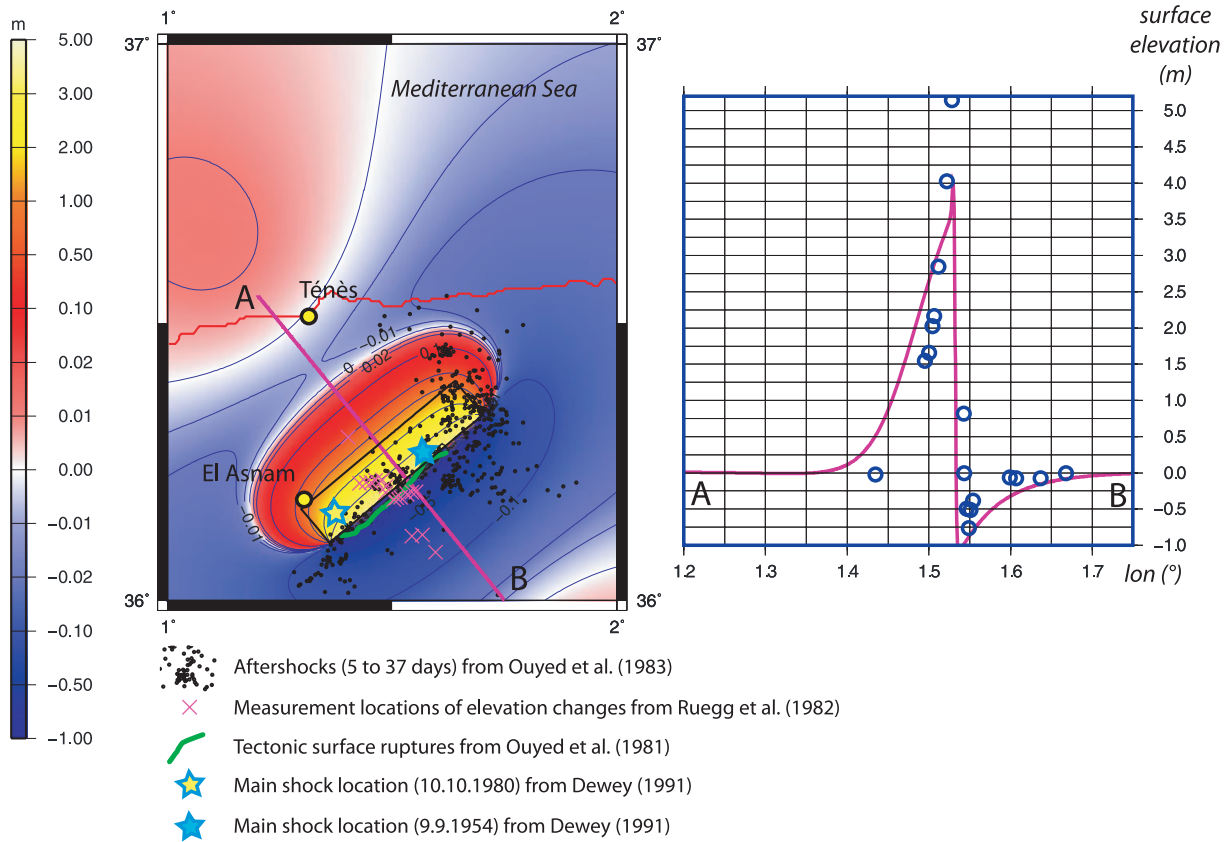 m
5.00
3.00
2.00
1.00
0.50
0.10
0.02
0.01
0.00
−0.01
−0.02
−0.10
−0.50
−1.00
1˚
2˚
37˚
37˚
Mediterranean Sea
A
Ténès
−0.01
0
0.02
El Asnam
−0.01
−0.1
B
36˚
36˚
1˚
2˚
surface
elevation
(m)
5.0
4.5
4.0
3.5
3.0
2.5
2.0
1.5
1.0
0.5
0.0
−0.5
−1.0
A
B
1.2
1.3
1.4
1.5
1.6
1.7
lon (°)
Aftershocks (5 to 37 days) from Ouyed et al. (1983)
Measurement locations of elevation changes from Ruegg et al. (1982)
Tectonic surface ruptures from Ouyed et al. (1981)
Main shock location (10.10.1980) from Dewey (1991)
Main shock location (9.9.1954) from Dewey (1991)